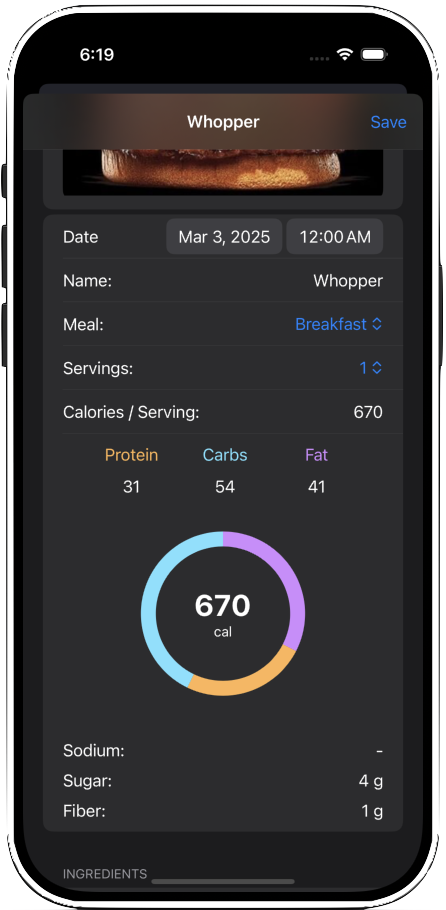 6:19
Whopper Save
Date Mar 3, 2025 12:00 AM
Name: Whopper
Meal: Breakfast
Servings: 1
Calories / Serving: 670
Protein Carbs Fat
31 54 41
670
cal
Sodium: -
Sugar: 4 g
Fiber: 1 g
INGREDIENTS